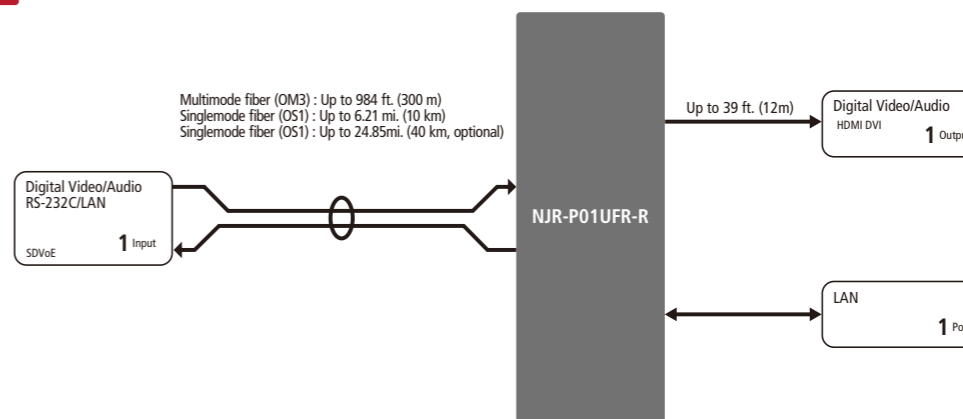 Multimode fiber (OM3) : Up to 984 ft. (300 m)
Singlemode fiber (OS1) : Up to 6.21 mi. (10 km)
Singlemode fiber (OS1) : Up to 24.85mi. (40 km, optional)
Digital Video/Audio
RS-232C/LAN
1 Input
SDVoE
NJR-P01UFR-R
Up to 39 ft. (12m)
Digital Video/Audio
HDMI DVI
1
LAN
1